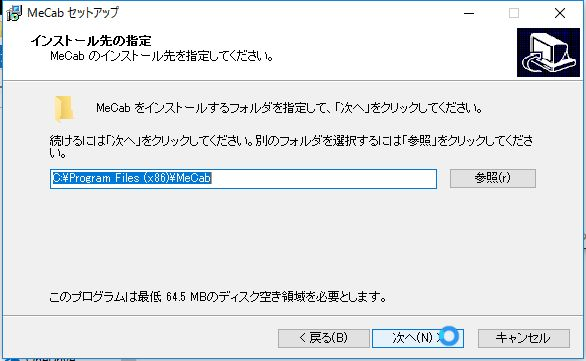 MeCab セットアップ
インストール先の指定
MeCab のインストール先を指定してください。
MeCab をインストールするフォルダを指定して、「次へ」をクリックしてください。
続けるには「次へ」をクリックしてください。別のフォルダを選択するには「参照」をクリックしてくださ
い。
C:¥Program Files (x86)¥MeCab
参照(r)
このプログラムは最低 64.5 MBのディスク空き領域を必要とします。
< 戻る(B)
次へ(N) >
キャンセル